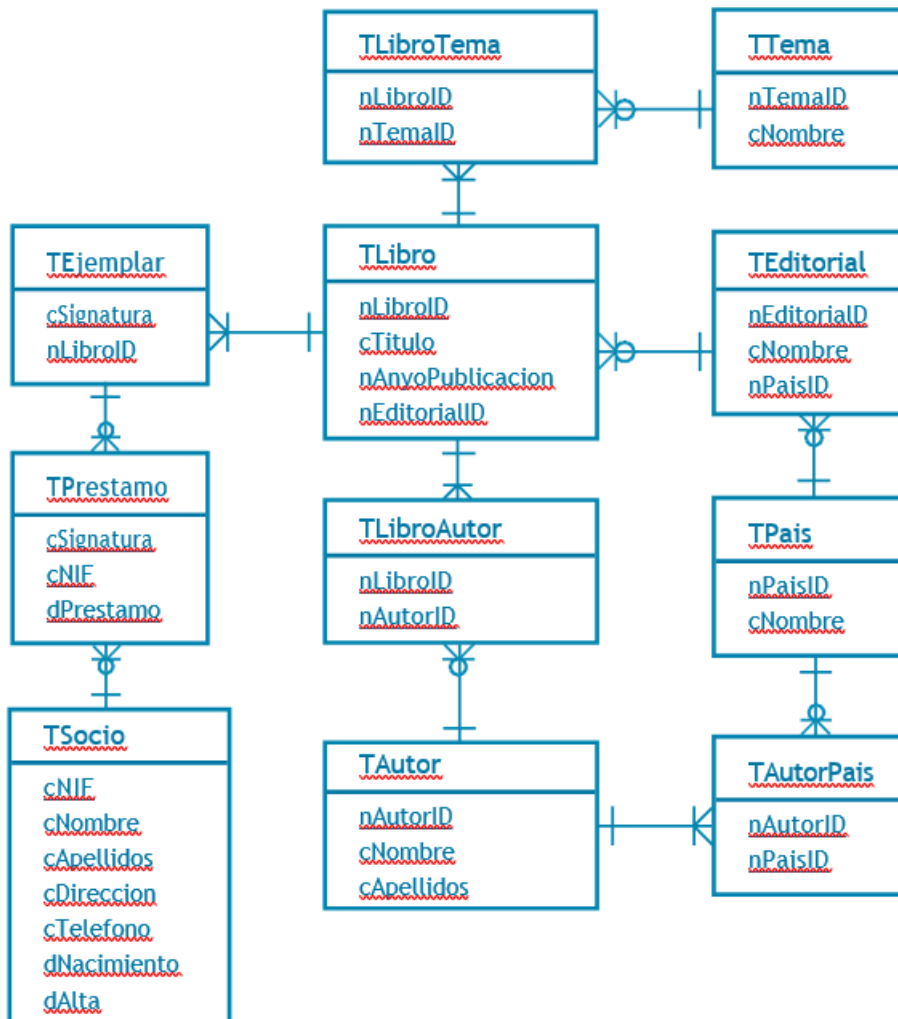 TLibroTema
nLibroID
nTemaID
TTema
nTemaID
cNombre
TEjemplar
cSignatura
nLibroID
TLibro
nLibroID
cTitulo
nAnyoPublicacion
nEditorialID
TEditorial
nEditorialD
cNombre
nPaisID
TPrestamo
cSignatura
cNIF
dPrestamo
TLibroAutor
nLibroID
nAutorID
TPais
nPaisID
cNombre
TSocio
cNIF
cNombre
cApellidos
cDireccion
cTelefono
dNacimiento
dAlta
TAutor
nAutorID
cNombre
cApellidos
TAutorPais
nAutorID
nPaisID